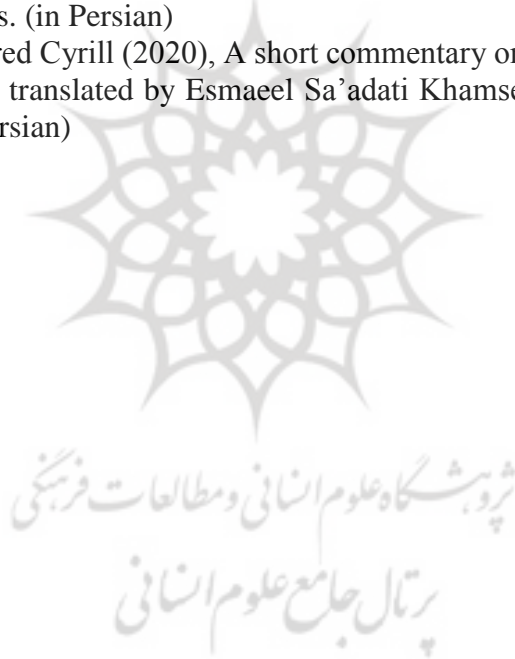 s. (in Persian)
red Cyrill (2020), A short commentary on
translated by Esmaeel Sa’adati Khamse
rsian)
پژوهشگاه علوم انسانی و مطالعات فرهنگی
پرتال جامع علوم انسانی